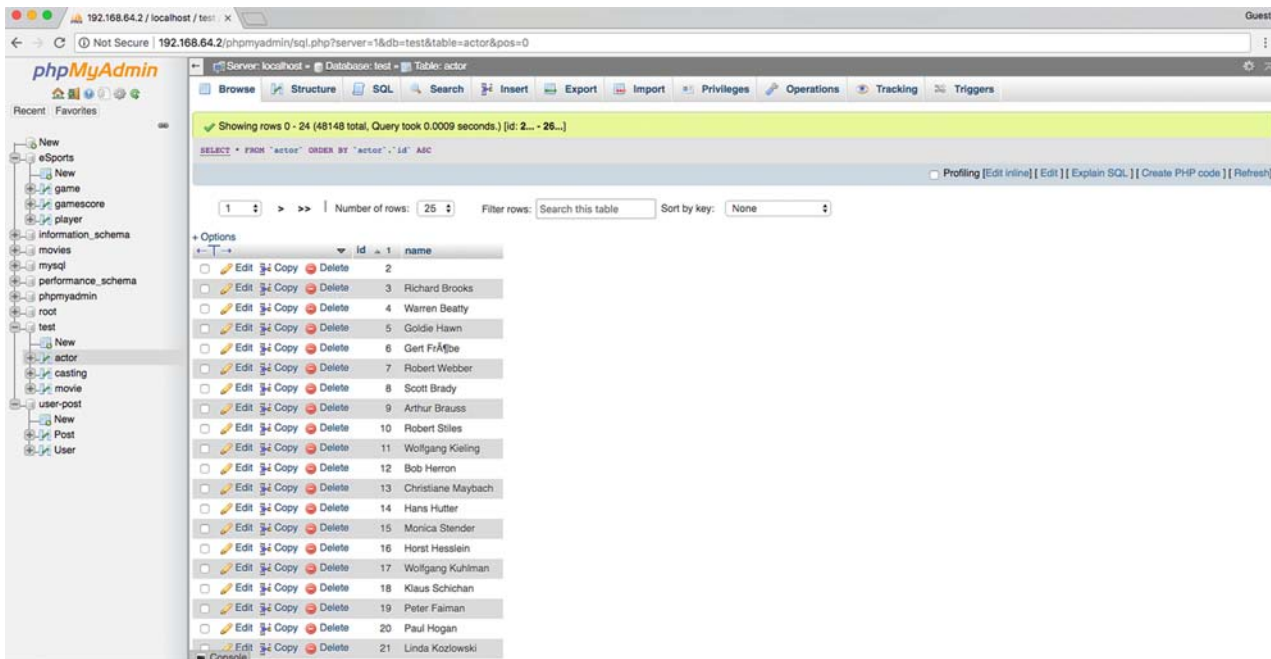 192.168.64.2 / localhost / test
Guest
Not Secure | 192.168.64.2/phpmyadmin/sql.php?server=1&db=test&table=actor&pos=0
phpMyAdmin
Recent Favorites
New
eSports
New
game
gamescore
player
information_schema
movies
mysql
performance_schema
phpmyadmin
root
test
New
actor
casting
movie
user-post
New
Post
User
Server: localhost » Database: test » Table: actor
Browse Structure SQL Search Insert Export Import Privileges Operations Tracking Triggers
Showing rows 0 - 24 (48148 total, Query took 0.0009 seconds.) [id: 2... - 26...]
SELECT * FROM `actor` ORDER BY `actor`.`id` ASC
Profiling [Edit inline] [ Edit ] [ Explain SQL ] [ Create PHP code ] [ Refresh]
1 > >> | Number of rows: 25 Filter rows: Search this table Sort by key: None
+ Options
←T→ id 1 name
Edit Copy Delete 2
Edit Copy Delete 3 Richard Brooks
Edit Copy Delete 4 Warren Beatty
Edit Copy Delete 5 Goldie Hawn
Edit Copy Delete 6 Gert FrÃ¶be
Edit Copy Delete 7 Robert Webber
Edit Copy Delete 8 Scott Brady
Edit Copy Delete 9 Arthur Brauss
Edit Copy Delete 10 Robert Stiles
Edit Copy Delete 11 Wolfgang Kieling
Edit Copy Delete 12 Bob Herron
Edit Copy Delete 13 Christiane Maybach
Edit Copy Delete 14 Hans Hutter
Edit Copy Delete 15 Monica Stender
Edit Copy Delete 16 Horst Hesslein
Edit Copy Delete 17 Wolfgang Kuhlman
Edit Copy Delete 18 Klaus Schichan
Edit Copy Delete 19 Peter Faiman
Edit Copy Delete 20 Paul Hogan
Edit Copy Delete 21 Linda Kozlowski
Console